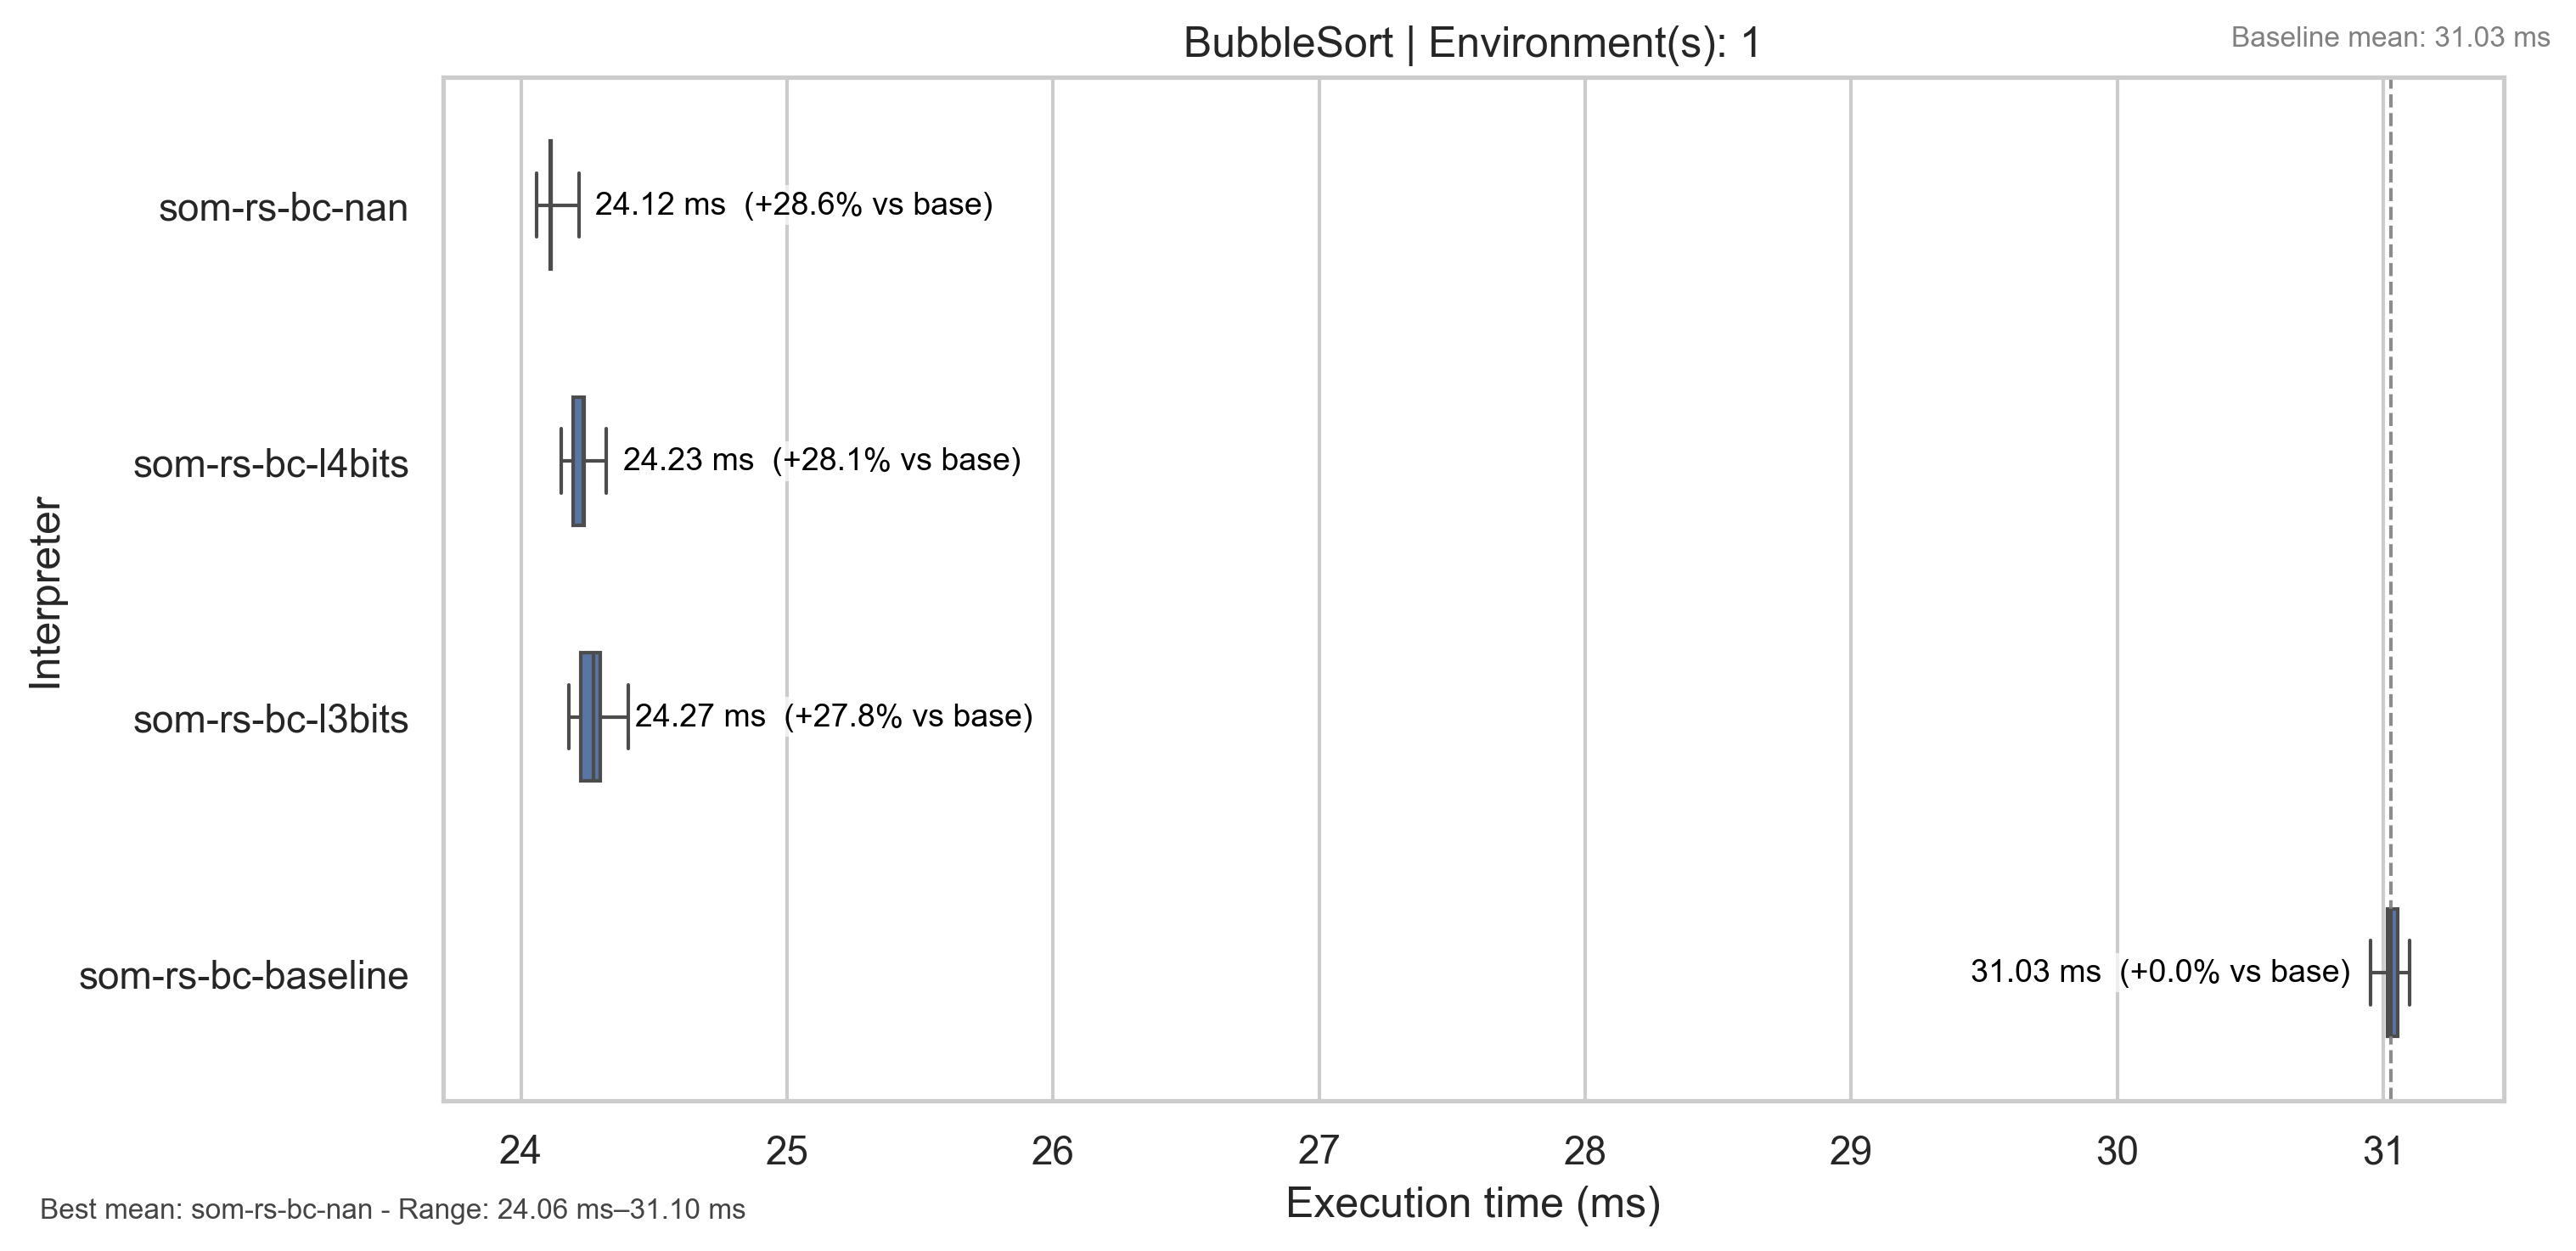 BubbleSort | Environment(s): 1
Baseline mean: 31.03 ms
Interpreter
som-rs-bc-nan
24.12 ms (+28.6% vs base)
som-rs-bc-l4bits
24.23 ms (+28.1% vs base)
som-rs-bc-l3bits
24.27 ms (+27.8% vs base)
som-rs-bc-baseline
31.03 ms (+0.0% vs base)
24 25 26 27 28 29 30 31
Execution time (ms)
Best mean: som-rs-bc-nan - Range: 24.06 ms–31.10 ms